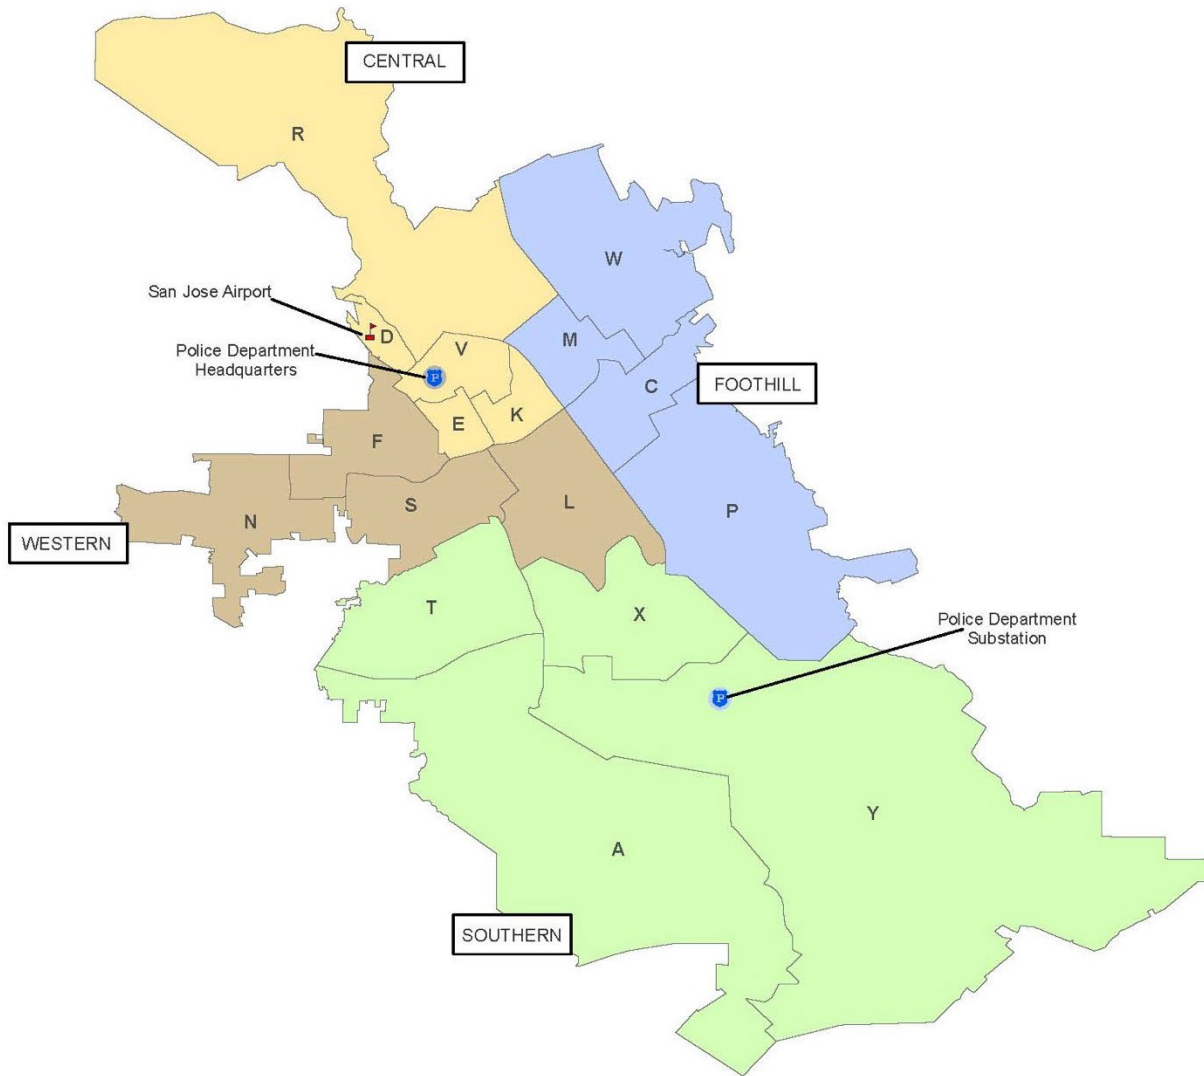 CENTRAL
R
W
San Jose Airport
D
V
M
Police Department
Headquarters
P
C
FOOTHILL
K
E
F
L
S
P
N
WESTERN
T
X
Police Department
Substation
P
Y
A
SOUTHERN